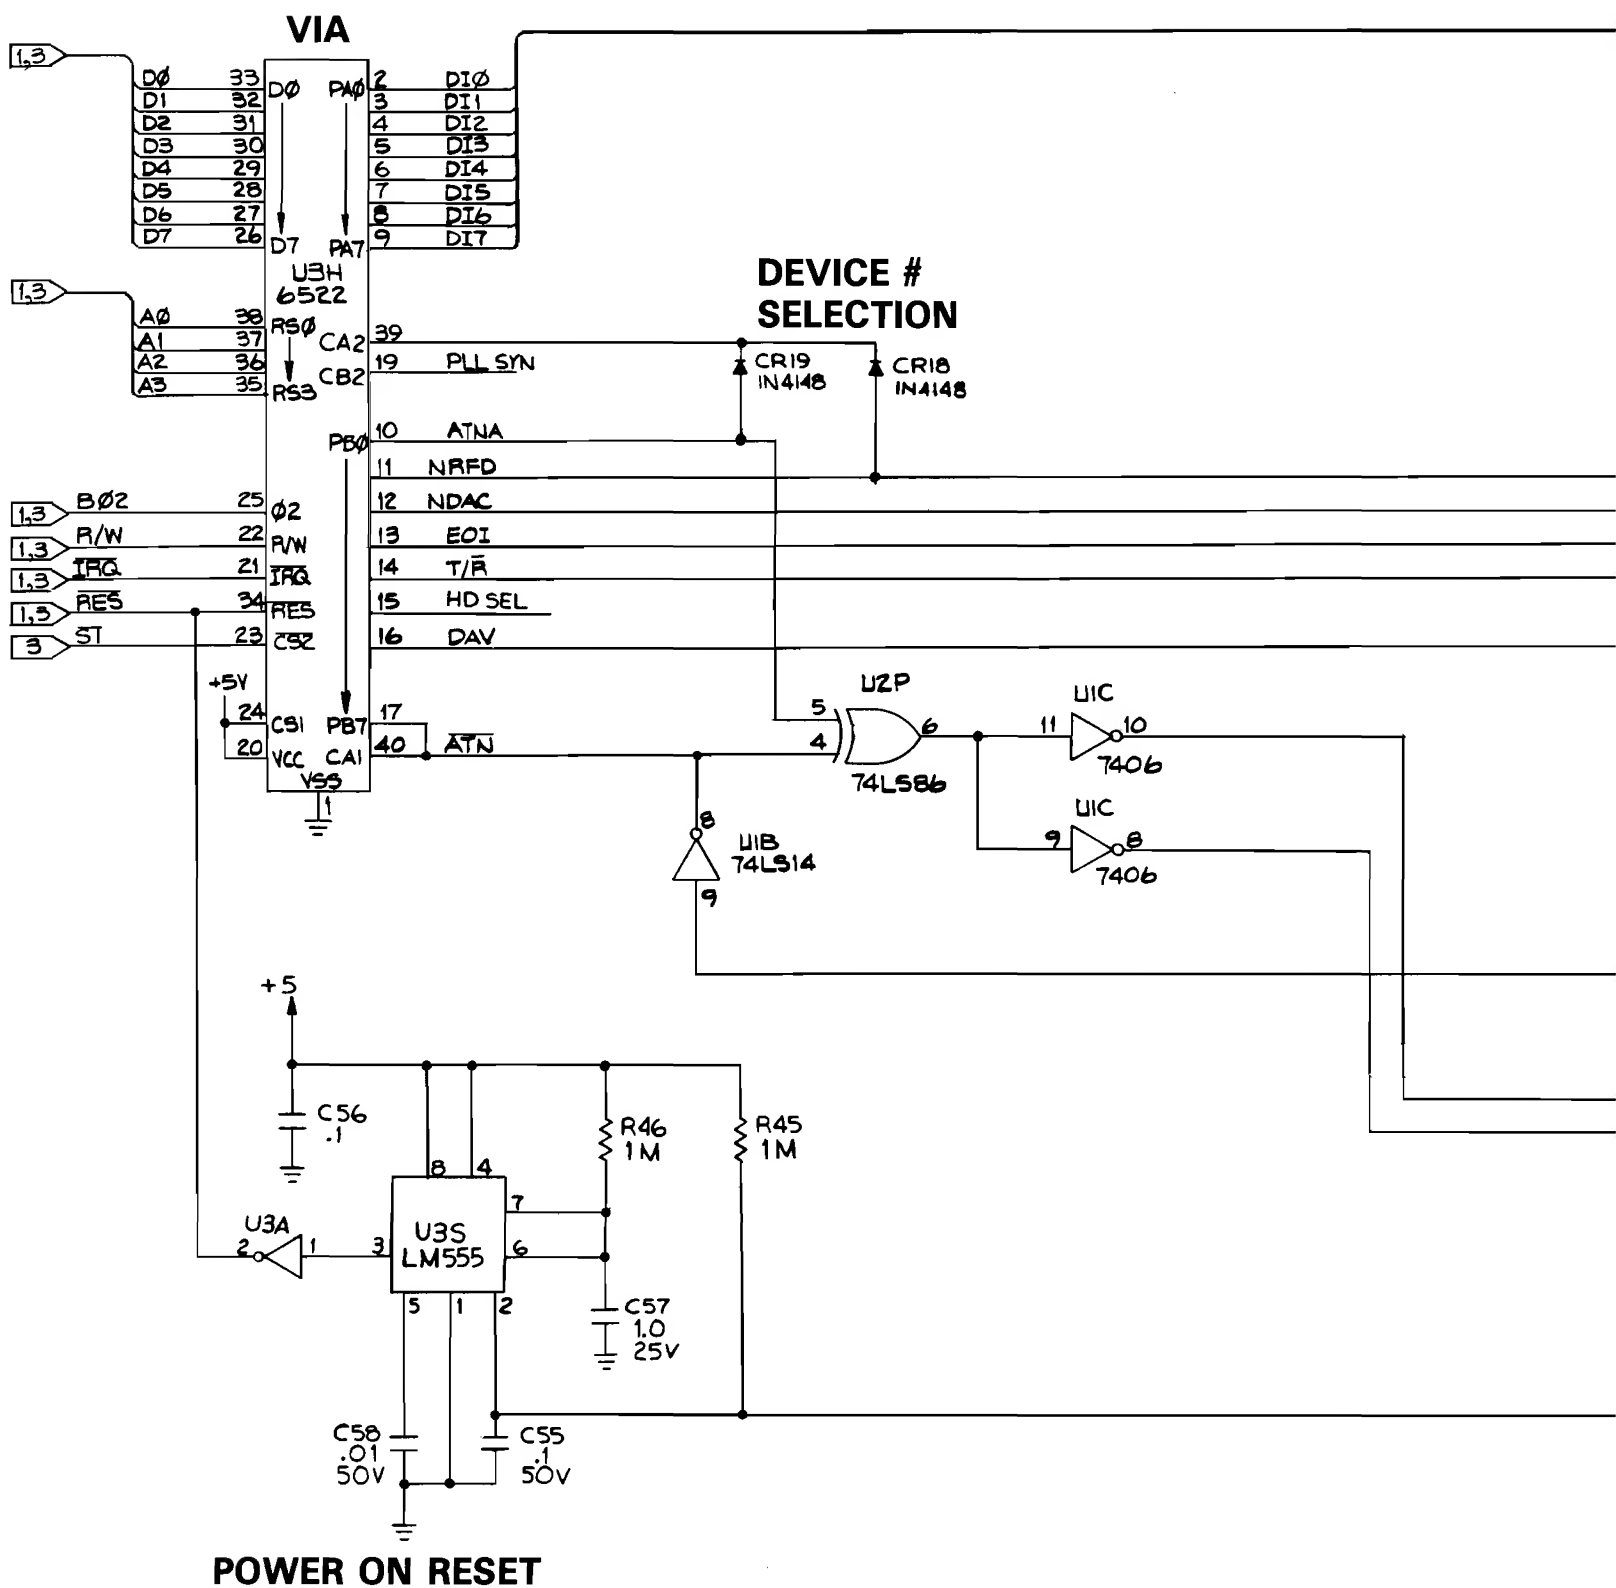 VIA
1,3
DØ 33 DØ PAØ 2 DIØ
D1 32 3 DI1
D2 31 4 DI2
D3 30 5 DI3
D4 29 6 DI4
D5 28 7 DI5
D6 27 8 DI6
D7 26 D7 PA7 9 DI7
U3H
6522
1,3
AØ 38 RSØ
A1 37
A2 36
A3 35 RS3
CA2 39
CB2 19 PLL SYN
DEVICE #
SELECTION
CR19
IN4148
CR18
IN4148
PBØ 10 ATNA
11 NRFD
12 NDAC
13 EOI
14 T/R̅
15 HD SEL
16 DAV
1,3 BØ2 25 Ø2
1,3 R/W 22 R/W
1,3 I̅R̅Q̅ 21 I̅R̅Q̅
1,3 R̅E̅S̅ 34 R̅E̅S̅
3 S̅T̅ 23 C̅S̅2̅
+5V
24 CS1 PB7 17
20 VCC CA1 40 A̅T̅N̅
VSS
1
U2P
5
4
6
74LS86
U1C
11 10
7406
U1C
9 8
7406
8
U1B
74LS14
9
+5
C56
.1
R46
1M
R45
1M
8 4
7
U3S
LM555
6
3
U3A
2 1
5 1 2
C57
1.0
25V
C58
.01
50V
C55
.1
50V
POWER ON RESET